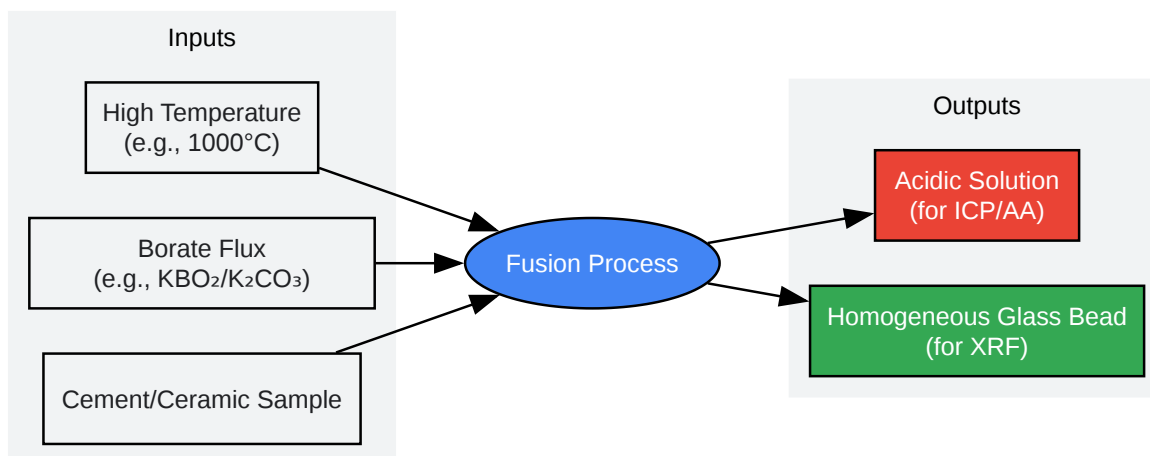 Inputs
High Temperature
(e.g., 1000°C)
Borate Flux
(e.g., KBO₂/K₂CO₃)
Cement/Ceramic Sample
Fusion Process
Outputs
Acidic Solution
(for ICP/AA)
Homogeneous Glass Bead
(for XRF)